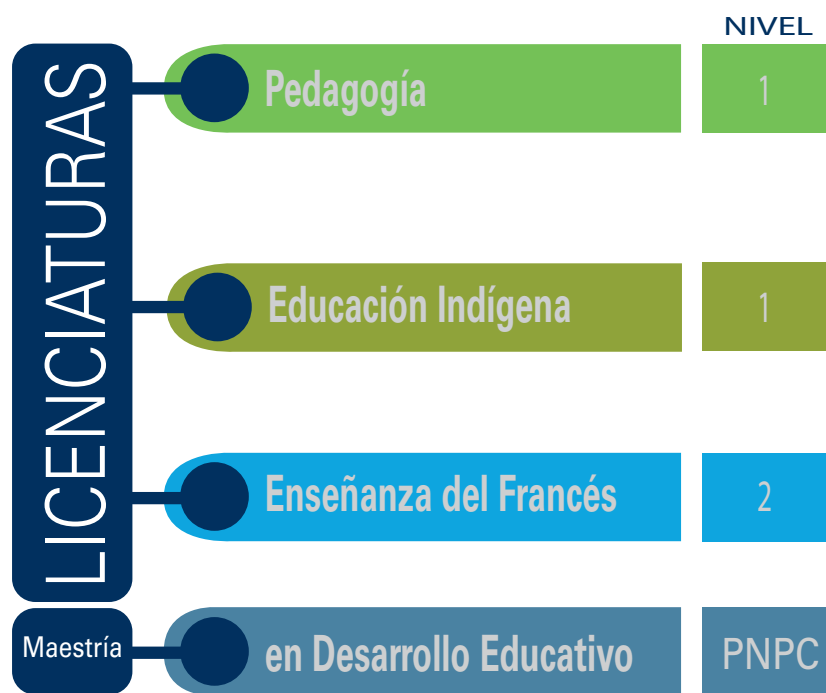 NIVEL
LICENCIATURAS
Pedagogía 1
Educación Indígena 1
Enseñanza del Francés 2
Maestría en Desarrollo Educativo PNPC